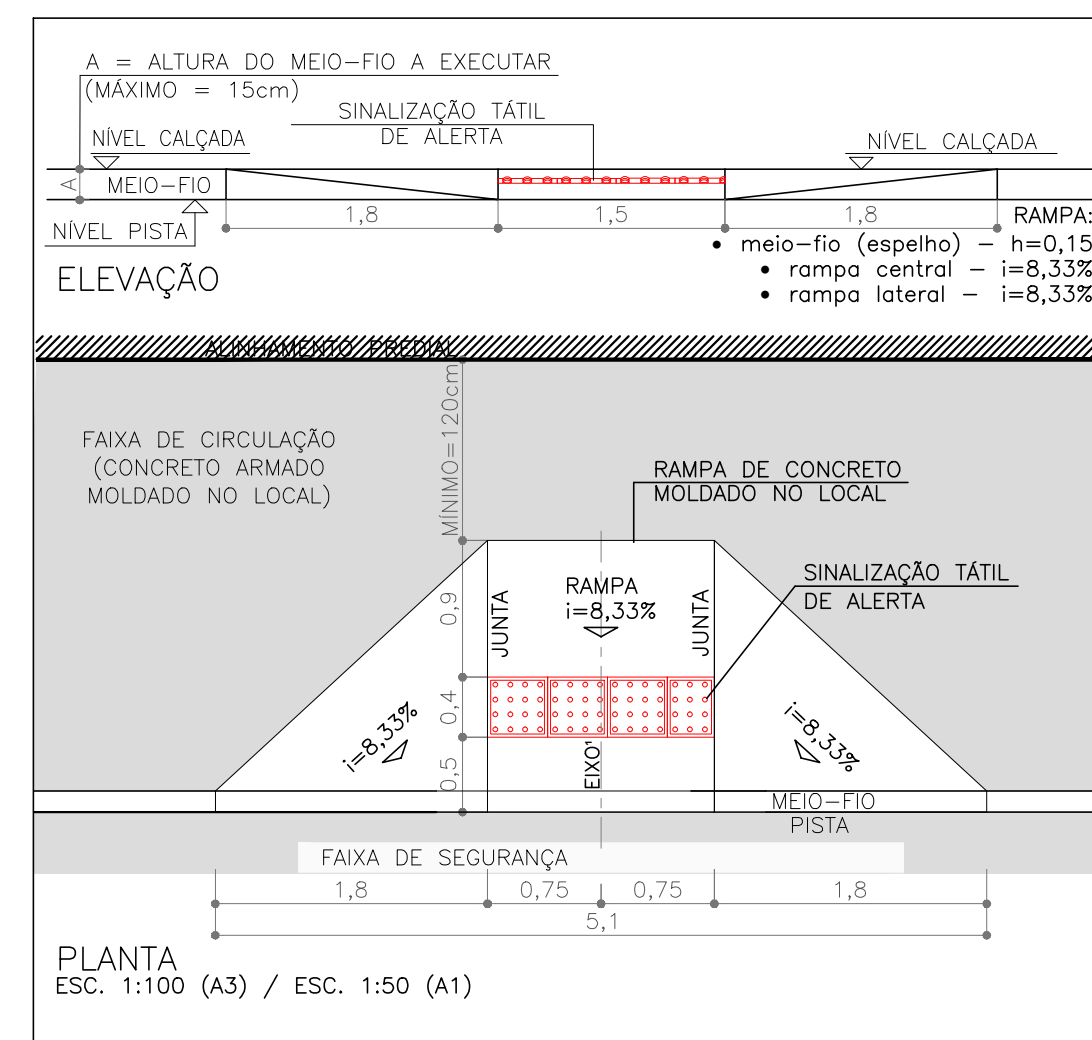 A = ALTURA DO MEIO-FIO A EXECUTAR
(MÁXIMO = 15cm)
SINALIZAÇÃO TÁTIL
DE ALERTA
NÍVEL CALÇADA
NÍVEL CALÇADA
A
MEIO-FIO
NÍVEL PISTA
1,8
1,5
1,8
RAMPA:
• meio-fio (espelho) - h=0,15
• rampa central - i=8,33%
• rampa lateral - i=8,33%
ELEVAÇÃO
ALINHAMENTO PREDIAL
MÍNIMO=120cm
FAIXA DE CIRCULAÇÃO
(CONCRETO ARMADO
MOLDADO NO LOCAL)
RAMPA DE CONCRETO
MOLDADO NO LOCAL
SINALIZAÇÃO TÁTIL
DE ALERTA
RAMPA
i=8,33%
JUNTA
JUNTA
0,9
0,4
0,5
i=8,33%
i=8,33%
EIXO¹
MEIO-FIO
PISTA
FAIXA DE SEGURANÇA
1,8
0,75
0,75
1,8
5,1
PLANTA
ESC. 1:100 (A3) / ESC. 1:50 (A1)